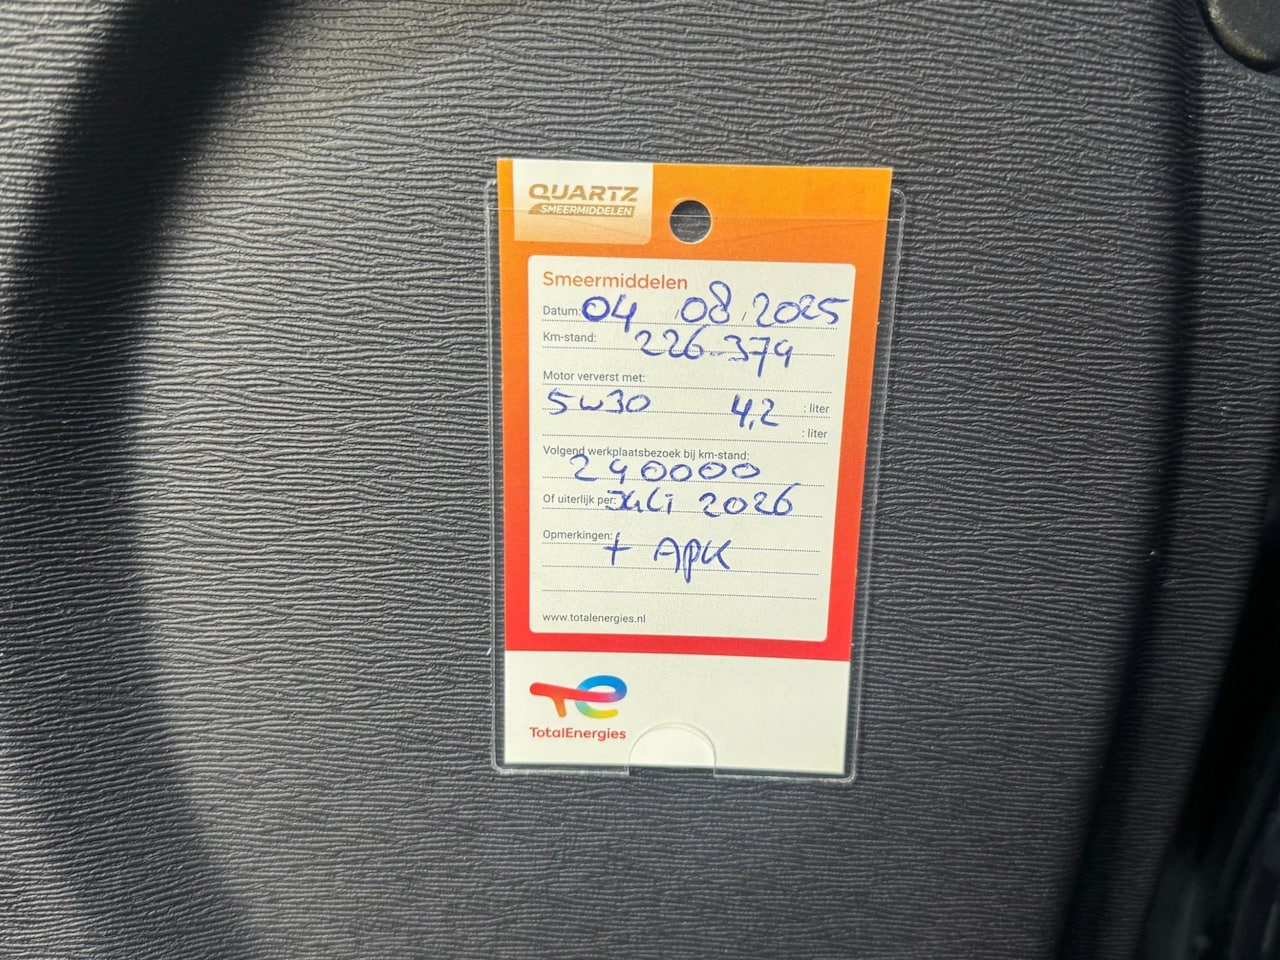 QUARTZ
SMEERMIDDELEN
Smeermiddelen
Datum: 04 08 2025
Km-stand: 226.379
Motor ververst met:
5w30 4,2 : liter
: liter
Volgend werkplaatsbezoek bij km-stand:
240000
Of uiterlijk per: Juli 2026
Opmerkingen: + APK
www.totalenergies.nl
TotalEnergies